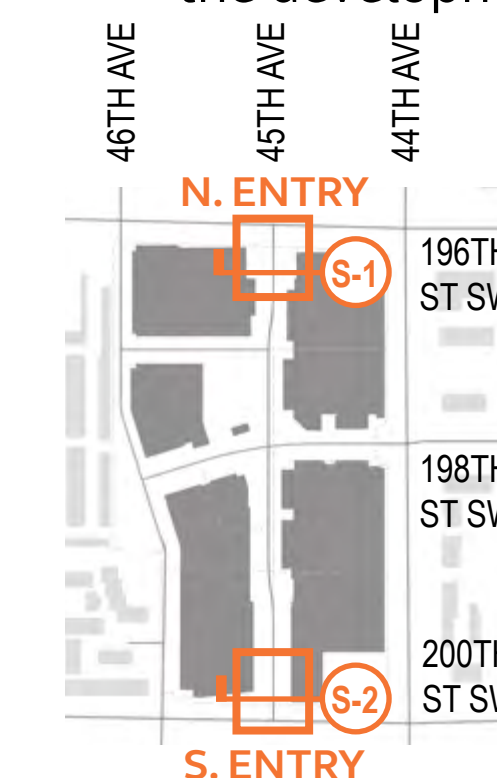 46TH AVE
45TH AVE
44TH AVE
N. ENTRY
S-1
196TH
ST SW
198TH
ST SW
200TH
ST SW
S-2
S. ENTRY